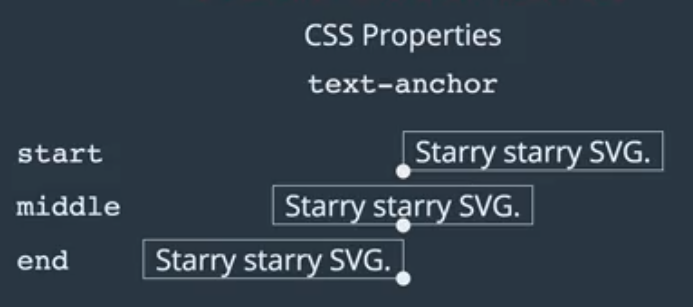 CSS Properties
text-anchor
start Starry starry SVG.
middle Starry starry SVG.
end Starry starry SVG.